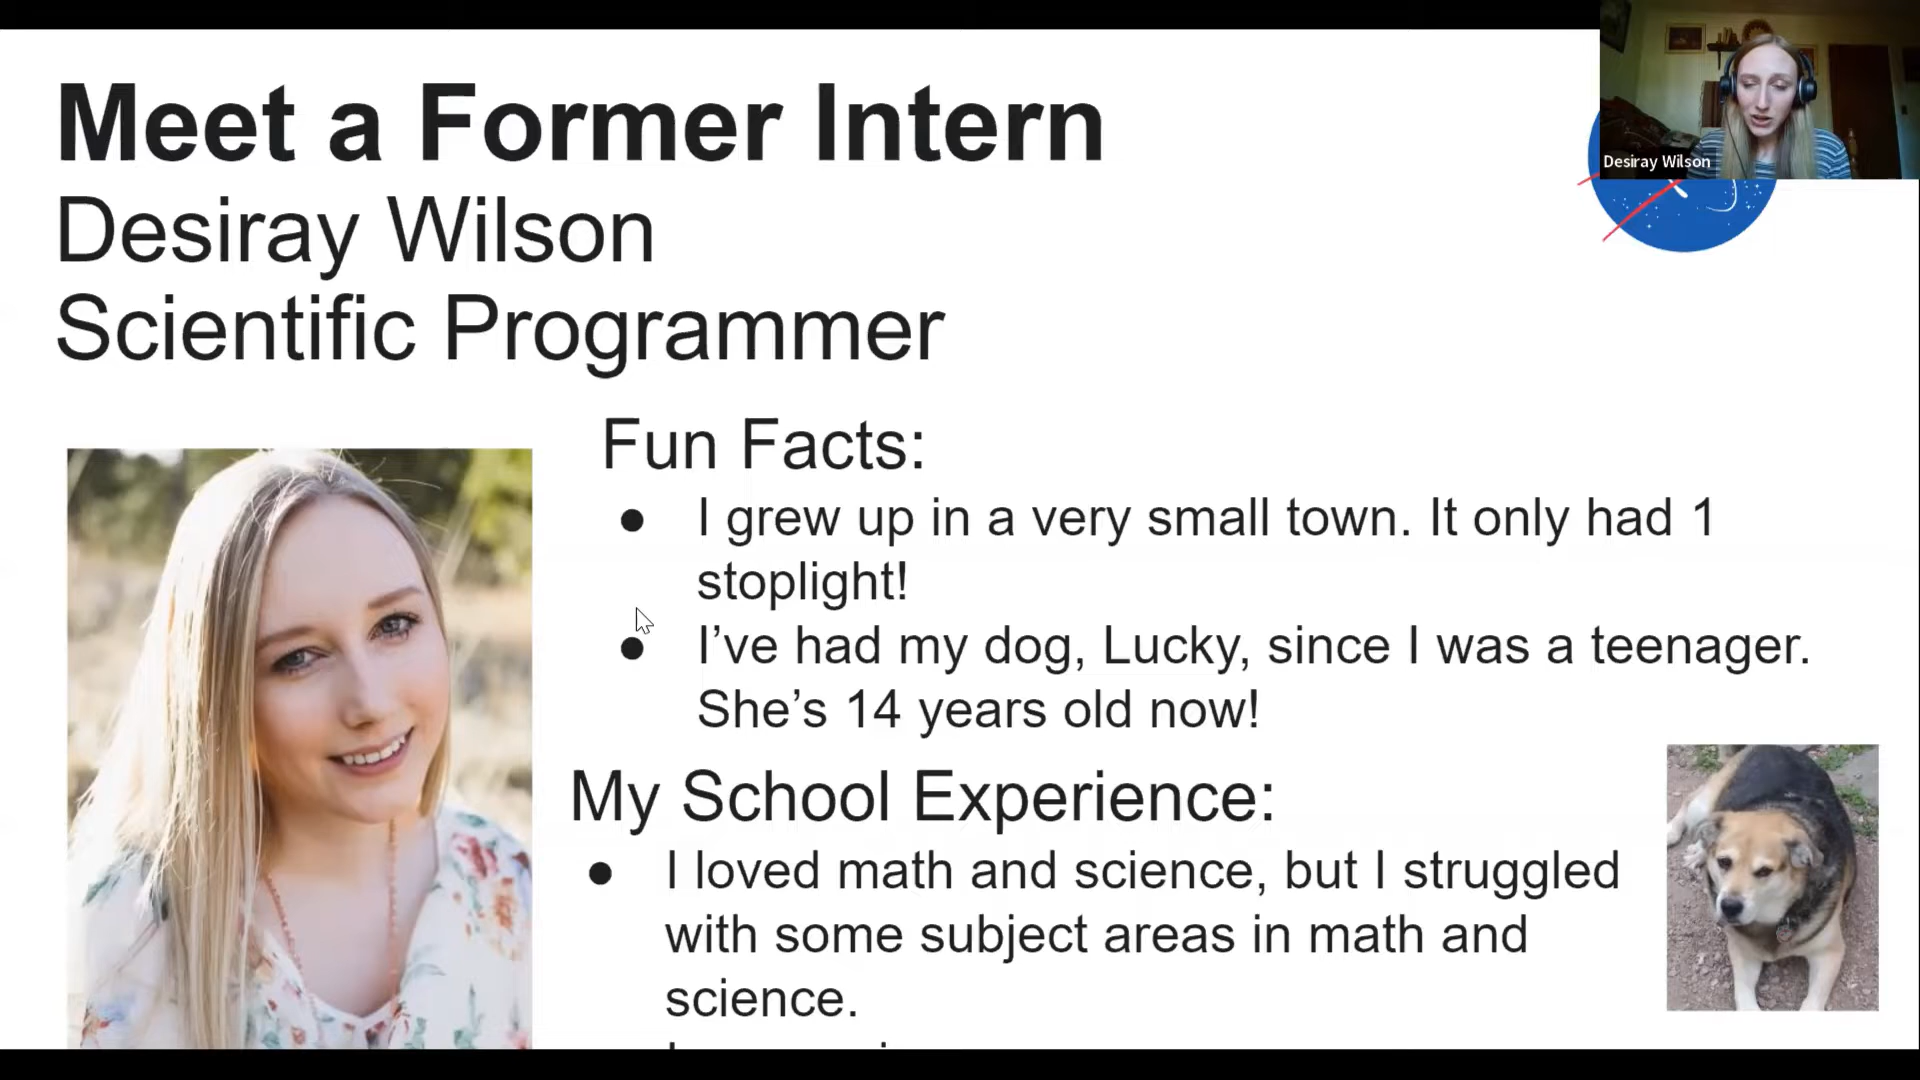 Meet a Former Intern
Desiray Wilson
Desiray Wilson
Scientific Programmer
Fun Facts:
● I grew up in a very small town. It only had 1
stoplight!
● I’ve had my dog, Lucky, since I was a teenager.
She’s 14 years old now!
My School Experience:
● I loved math and science, but I struggled
with some subject areas in math and
science.